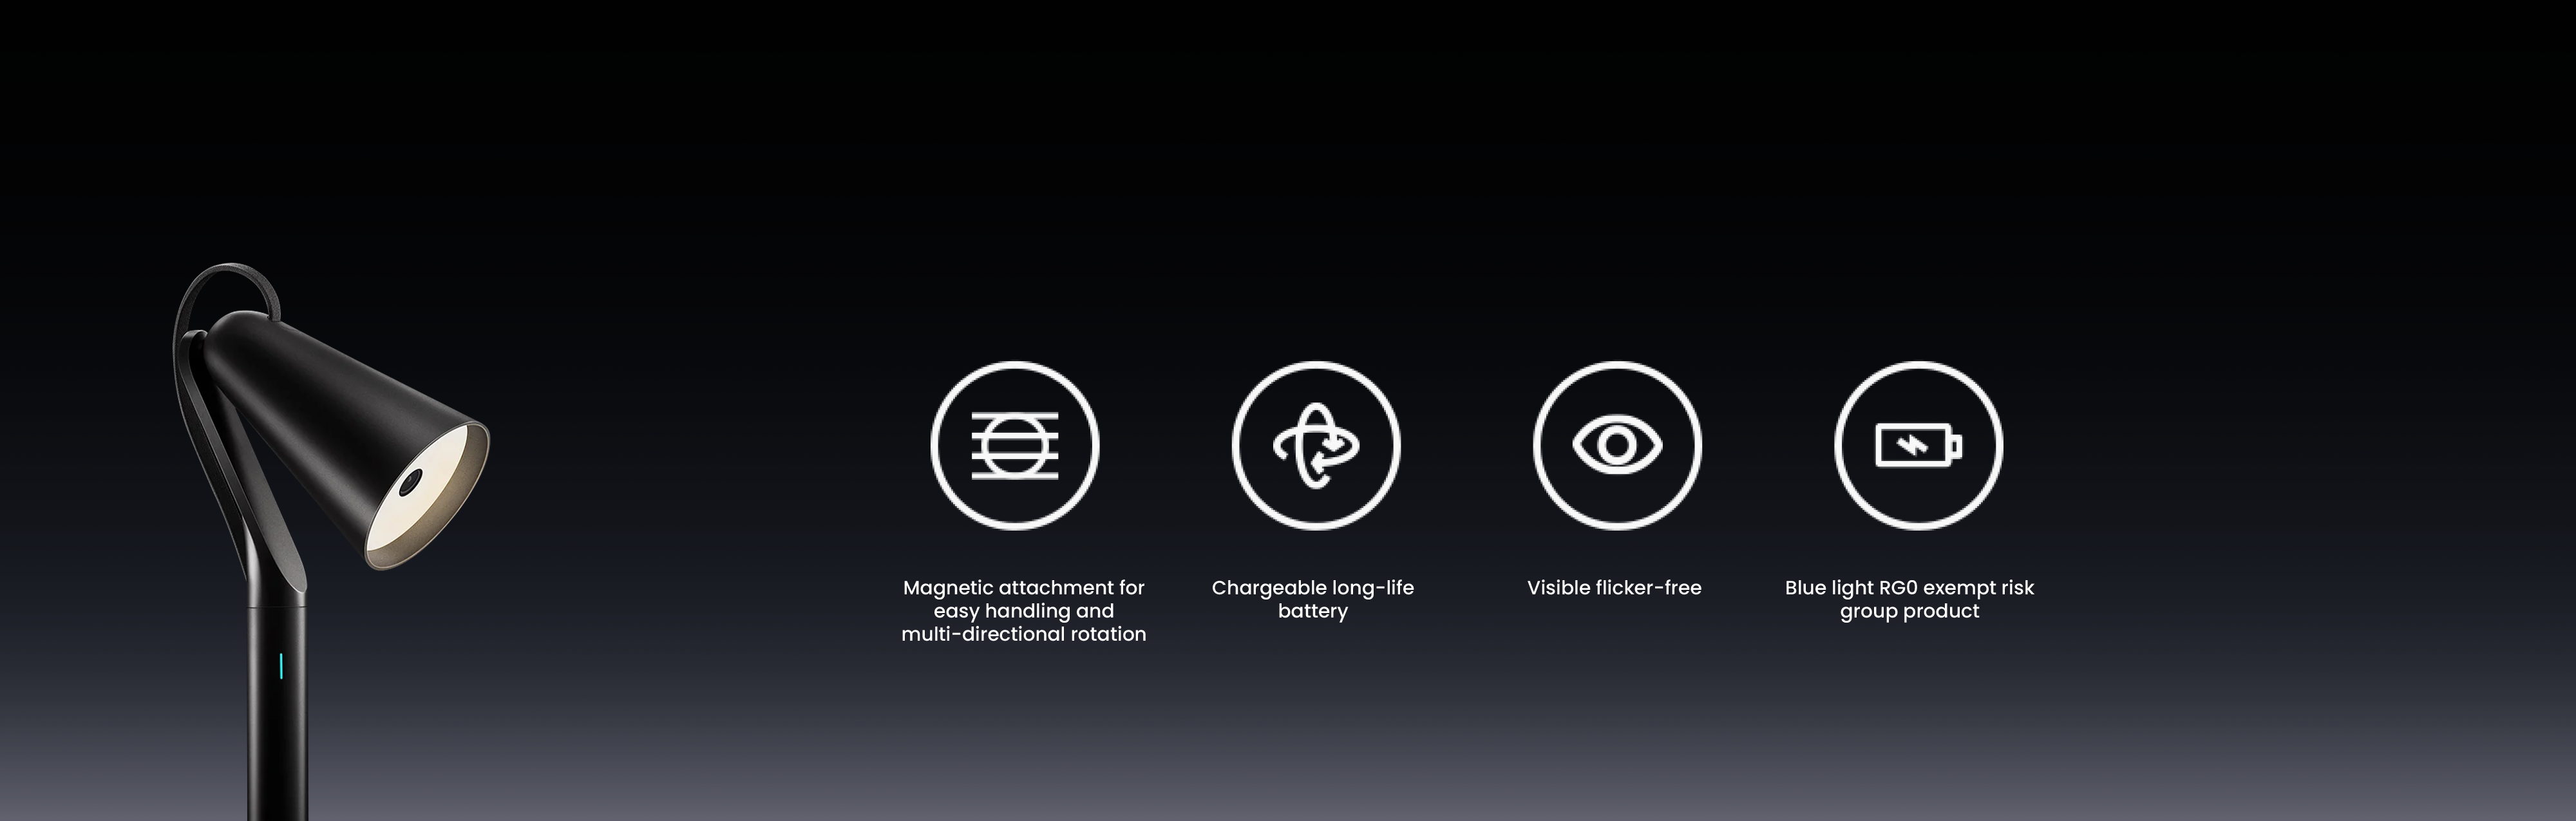 Magnetic attachment for
easy handling and
multi-directional rotation
Chargeable long-life
battery
Visible flicker-free
Blue light RG0 exempt risk
group product